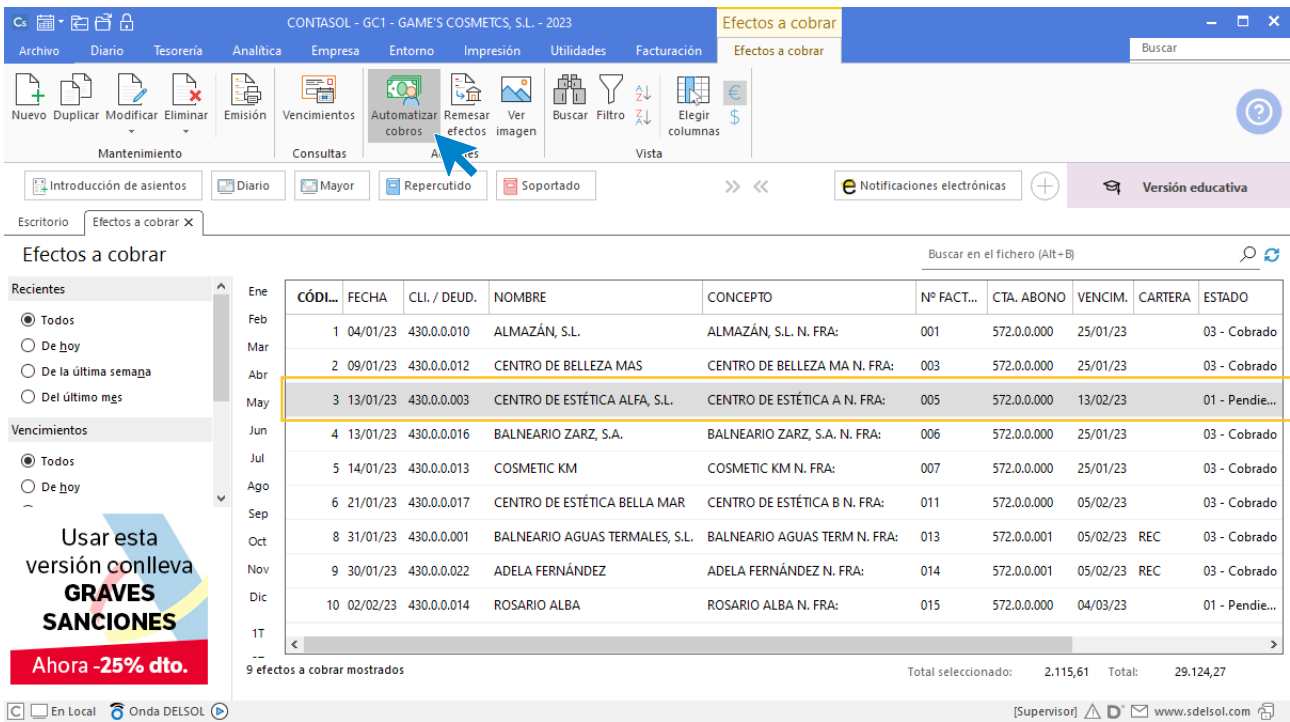 Cs CONTASOL - GC1 - GAME'S COSMETCS, S.L. - 2023 Efectos a cobrar
Archivo Diario Tesorería Analítica Empresa Entorno Impresión Utilidades Facturación Efectos a cobrar Buscar
Nuevo Duplicar Modificar Eliminar Emisión Vencimientos Automatizar cobros Remesar efectos Ver imagen Buscar Filtro Elegir columnas
Mantenimiento Consultas Vista
Introducción de asientos Diario Mayor Repercutido Soportado Notificaciones electrónicas Versión educativa
Escritorio Efectos a cobrar
Efectos a cobrar Buscar en el fichero (Alt+B)
Recientes
Todos
De hoy
De la última semana
Del último mes
Vencimientos
Todos
De hoy
Usar esta
versión conlleva
GRAVES
SANCIONES
Ahora -25% dto.
Ene
Feb
Mar
Abr
May
Jun
Jul
Ago
Sep
Oct
Nov
Dic
1T
CÓDI... FECHA CLI. / DEUD. NOMBRE CONCEPTO Nº FACT... CTA. ABONO VENCIM. CARTERA ESTADO
1 04/01/23 430.0.0.010 ALMAZÁN, S.L. ALMAZÁN, S.L. N. FRA: 001 572.0.0.000 25/01/23 03 - Cobrado
2 09/01/23 430.0.0.012 CENTRO DE BELLEZA MAS CENTRO DE BELLEZA MA N. FRA: 003 572.0.0.000 25/01/23 03 - Cobrado
3 13/01/23 430.0.0.003 CENTRO DE ESTÉTICA ALFA, S.L. CENTRO DE ESTÉTICA A N. FRA: 005 572.0.0.000 13/02/23 01 - Pendie...
4 13/01/23 430.0.0.016 BALNEARIO ZARZ, S.A. BALNEARIO ZARZ, S.A. N. FRA: 006 572.0.0.000 25/01/23 03 - Cobrado
5 14/01/23 430.0.0.013 COSMETIC KM COSMETIC KM N. FRA: 007 572.0.0.000 25/01/23 03 - Cobrado
6 21/01/23 430.0.0.017 CENTRO DE ESTÉTICA BELLA MAR CENTRO DE ESTÉTICA B N. FRA: 011 572.0.0.000 05/02/23 03 - Cobrado
8 31/01/23 430.0.0.001 BALNEARIO AGUAS TERMALES, S.L. BALNEARIO AGUAS TERM N. FRA: 013 572.0.0.001 05/02/23 REC 03 - Cobrado
9 30/01/23 430.0.0.022 ADELA FERNÁNDEZ ADELA FERNÁNDEZ N. FRA: 014 572.0.0.001 05/02/23 REC 03 - Cobrado
10 02/02/23 430.0.0.014 ROSARIO ALBA ROSARIO ALBA N. FRA: 015 572.0.0.000 04/03/23 01 - Pendie...
9 efectos a cobrar mostrados Total seleccionado: 2.115,61 Total: 29.124,27
En Local Onda DELSOL [Supervisor] www.sdelsol.com